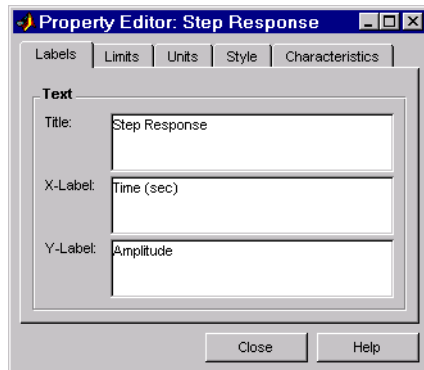 Property Editor: Step Response
Labels Limits Units Style Characteristics
Text
Title: Step Response
X-Label: Time (sec)
Y-Label: Amplitude
Close Help